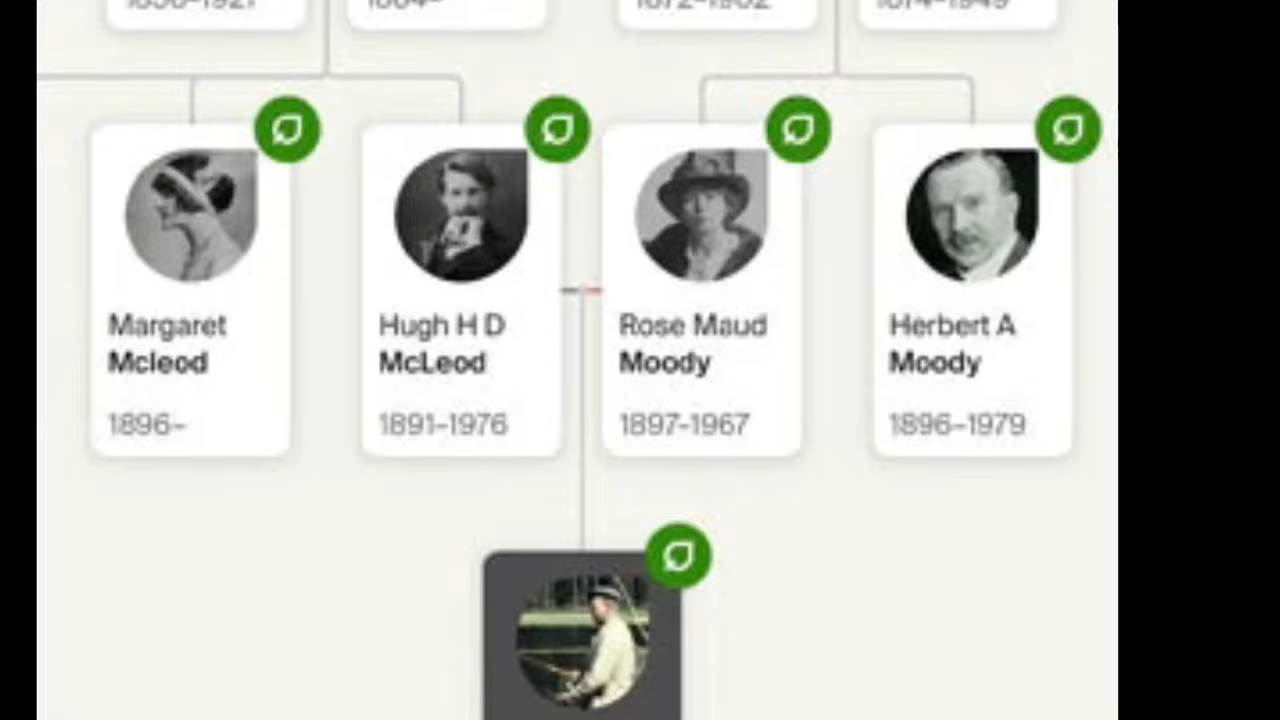 Margaret
Mcleod
1896–
Hugh H D
McLeod
1891–1976
Rose Maud
Moody
1897–1967
Herbert A
Moody
1896–1979